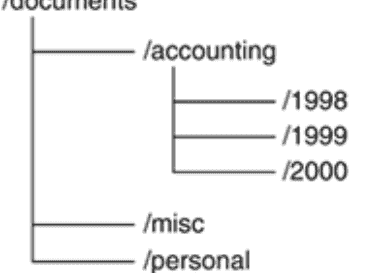 /documents
/accounting
/1998
/1999
/2000
/misc
/personal